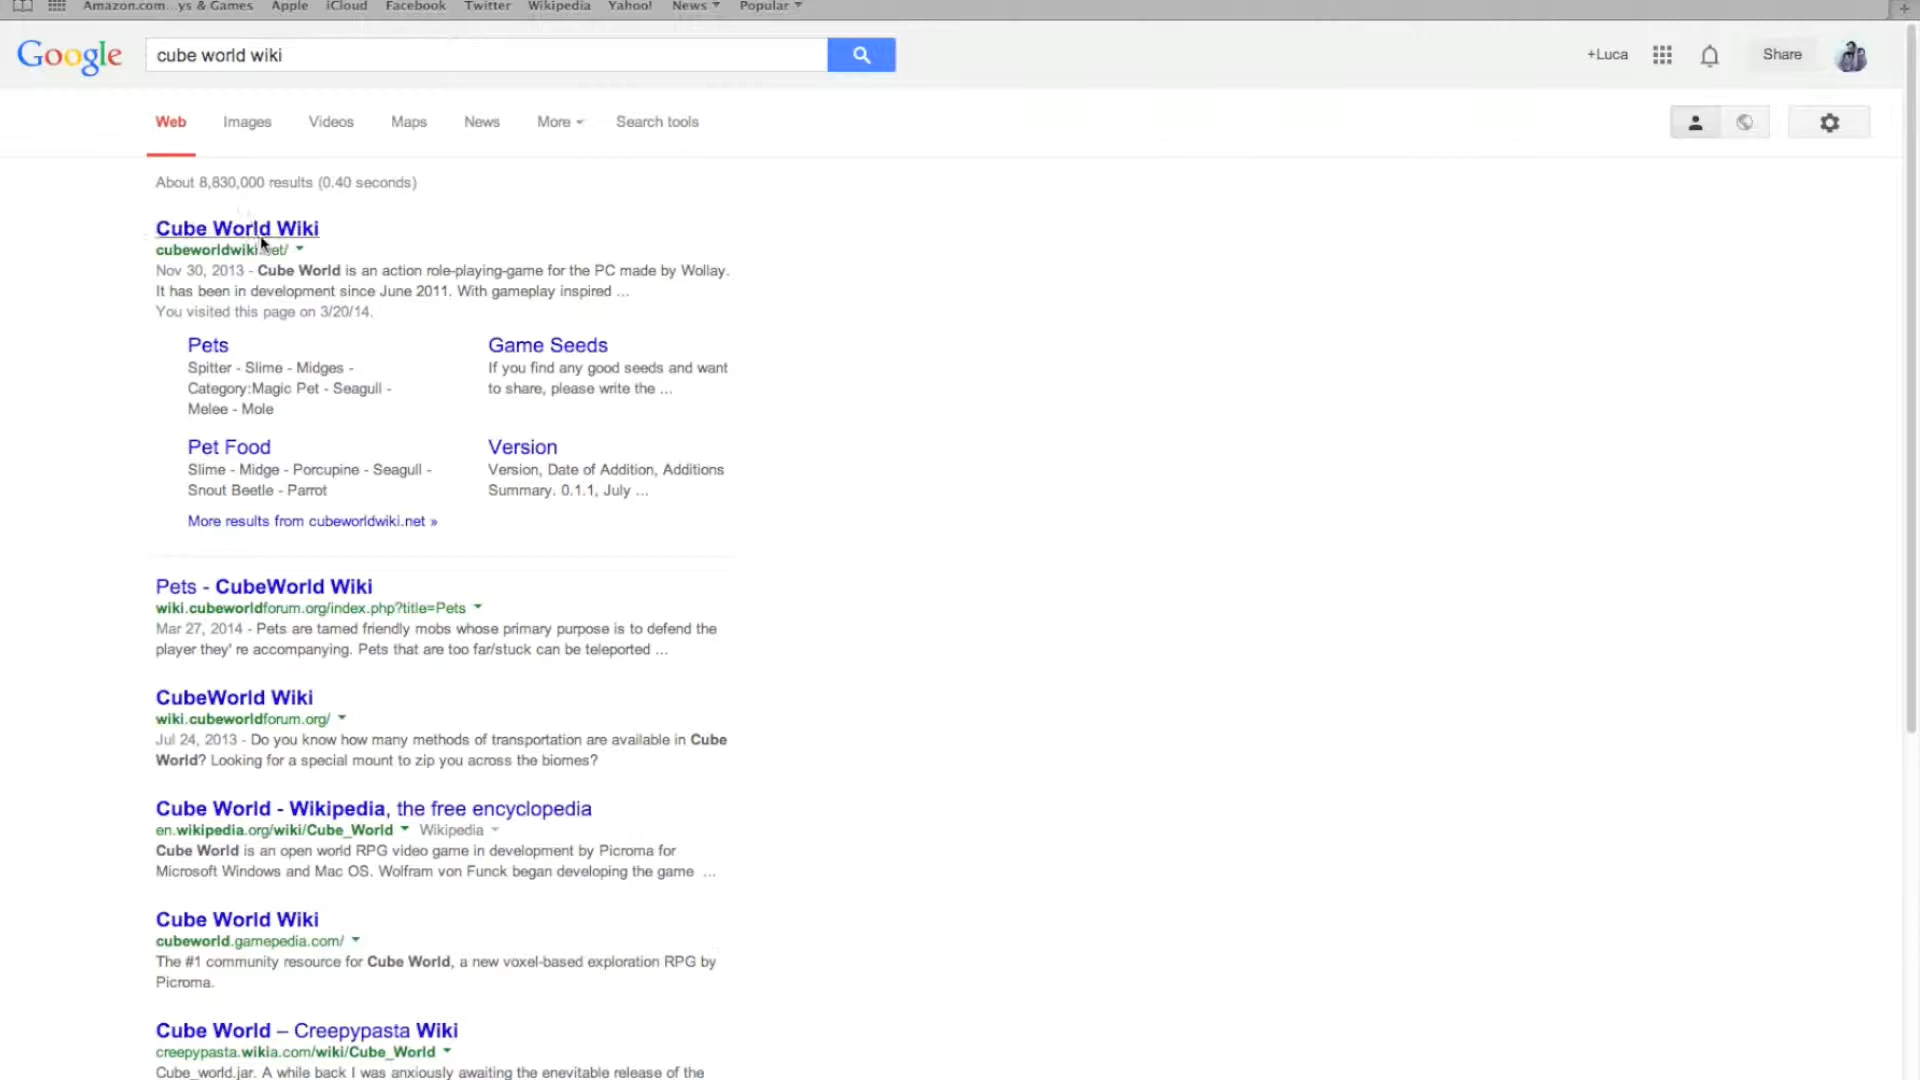 Amazon.com...ys & Games Apple iCloud Facebook Twitter Wikipedia Yahoo! News Popular
Google cube world wiki +Luca Share
Web Images Videos Maps News More Search tools
About 8,830,000 results (0.40 seconds)
Cube World Wiki
cubeworldwiki.net/
Nov 30, 2013 - Cube World is an action role-playing-game for the PC made by Wollay.
It has been in development since June 2011. With gameplay inspired ...
You visited this page on 3/20/14.
Pets
Spitter - Slime - Midges -
Category:Magic Pet - Seagull -
Melee - Mole
Game Seeds
If you find any good seeds and want
to share, please write the ...
Pet Food
Slime - Midge - Porcupine - Seagull -
Snout Beetle - Parrot
Version
Version, Date of Addition, Additions
Summary. 0.1.1, July ...
More results from cubeworldwiki.net »
Pets - CubeWorld Wiki
wiki.cubeworldforum.org/index.php?title=Pets
Mar 27, 2014 - Pets are tamed friendly mobs whose primary purpose is to defend the
player they' re accompanying. Pets that are too far/stuck can be teleported ...
CubeWorld Wiki
wiki.cubeworldforum.org/
Jul 24, 2013 - Do you know how many methods of transportation are available in Cube
World? Looking for a special mount to zip you across the biomes?
Cube World - Wikipedia, the free encyclopedia
en.wikipedia.org/wiki/Cube_World Wikipedia
Cube World is an open world RPG video game in development by Picroma for
Microsoft Windows and Mac OS. Wolfram von Funck began developing the game ...
Cube World Wiki
cubeworld.gamepedia.com/
The #1 community resource for Cube World, a new voxel-based exploration RPG by
Picroma.
Cube World – Creepypasta Wiki
creepypasta.wikia.com/wiki/Cube_World
Cube_world.jar. A while back I was anxiously awaiting the enevitable release of the